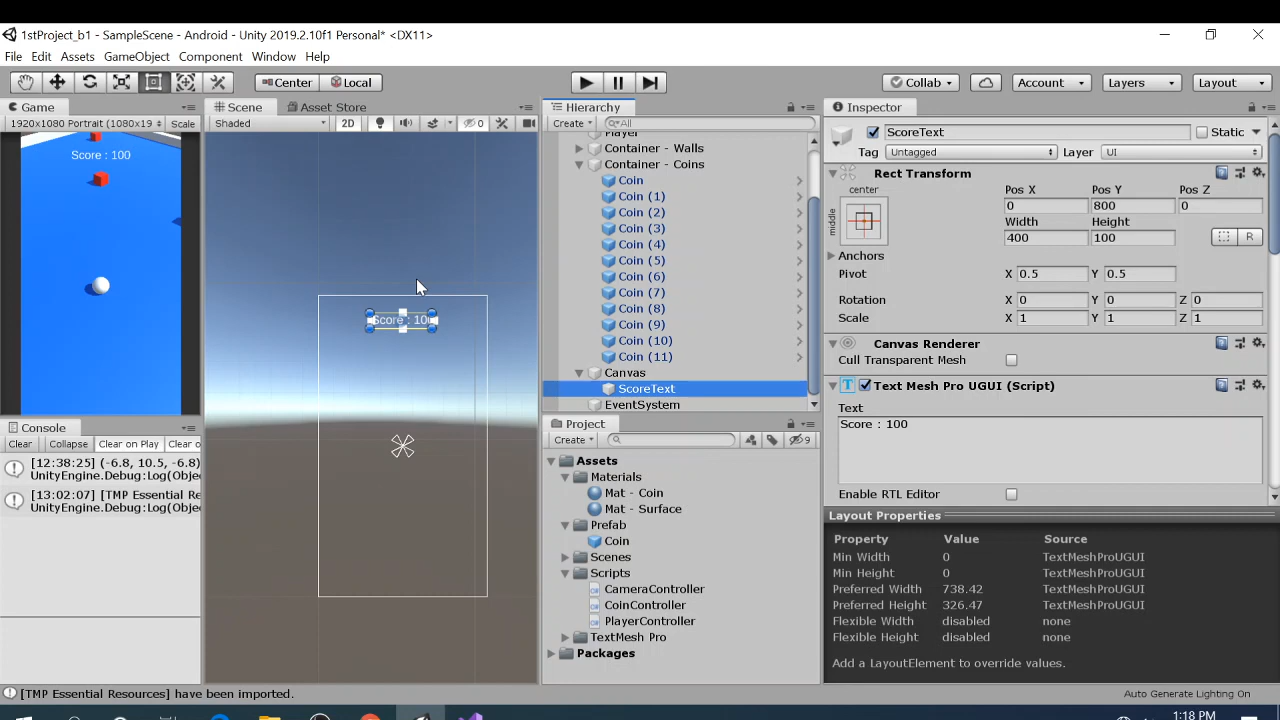 1stProject_b1 - SampleScene - Android - Unity 2019.2.10f1 Personal* <DX11>
File Edit Assets GameObject Component Window Help
Center Local Collab Account Layers Layout
Game
1920x1080 Portrait (1080x19 Scale
Score : 100
Scene Asset Store
Shaded 2D 0
Score : 100
Hierarchy
Create All
Player
Container - Walls
Container - Coins
Coin
Coin (1)
Coin (2)
Coin (3)
Coin (4)
Coin (5)
Coin (6)
Coin (7)
Coin (8)
Coin (9)
Coin (10)
Coin (11)
Canvas
ScoreText
EventSystem
Inspector
ScoreText Static
Tag Untagged Layer UI
Rect Transform
center
middle
Pos X Pos Y Pos Z
0 800 0
Width Height
400 100
R
Anchors
Pivot X 0.5 Y 0.5
Rotation X 0 Y 0 Z 0
Scale X 1 Y 1 Z 1
Canvas Renderer
Cull Transparent Mesh
T Text Mesh Pro UGUI (Script)
Text
Score : 100
Enable RTL Editor
Layout Properties
Property Value Source
Min Width 0 TextMeshProUGUI
Min Height 0 TextMeshProUGUI
Preferred Width 738.42 TextMeshProUGUI
Preferred Height 326.47 TextMeshProUGUI
Flexible Width disabled none
Flexible Height disabled none
Add a LayoutElement to override values.
Console
Clear Collapse Clear on Play Clear o
[12:38:25] (-6.8, 10.5, -6.8)
UnityEngine.Debug:Log(Obje
[13:02:07] [TMP Essential Re
UnityEngine.Debug:Log(Obje
Project
Create 9
Assets
Materials
Mat - Coin
Mat - Surface
Prefab
Coin
Scenes
Scripts
CameraController
CoinController
PlayerController
TextMesh Pro
Packages
[TMP Essential Resources] have been imported.
Auto Generate Lighting On
1:18 PM